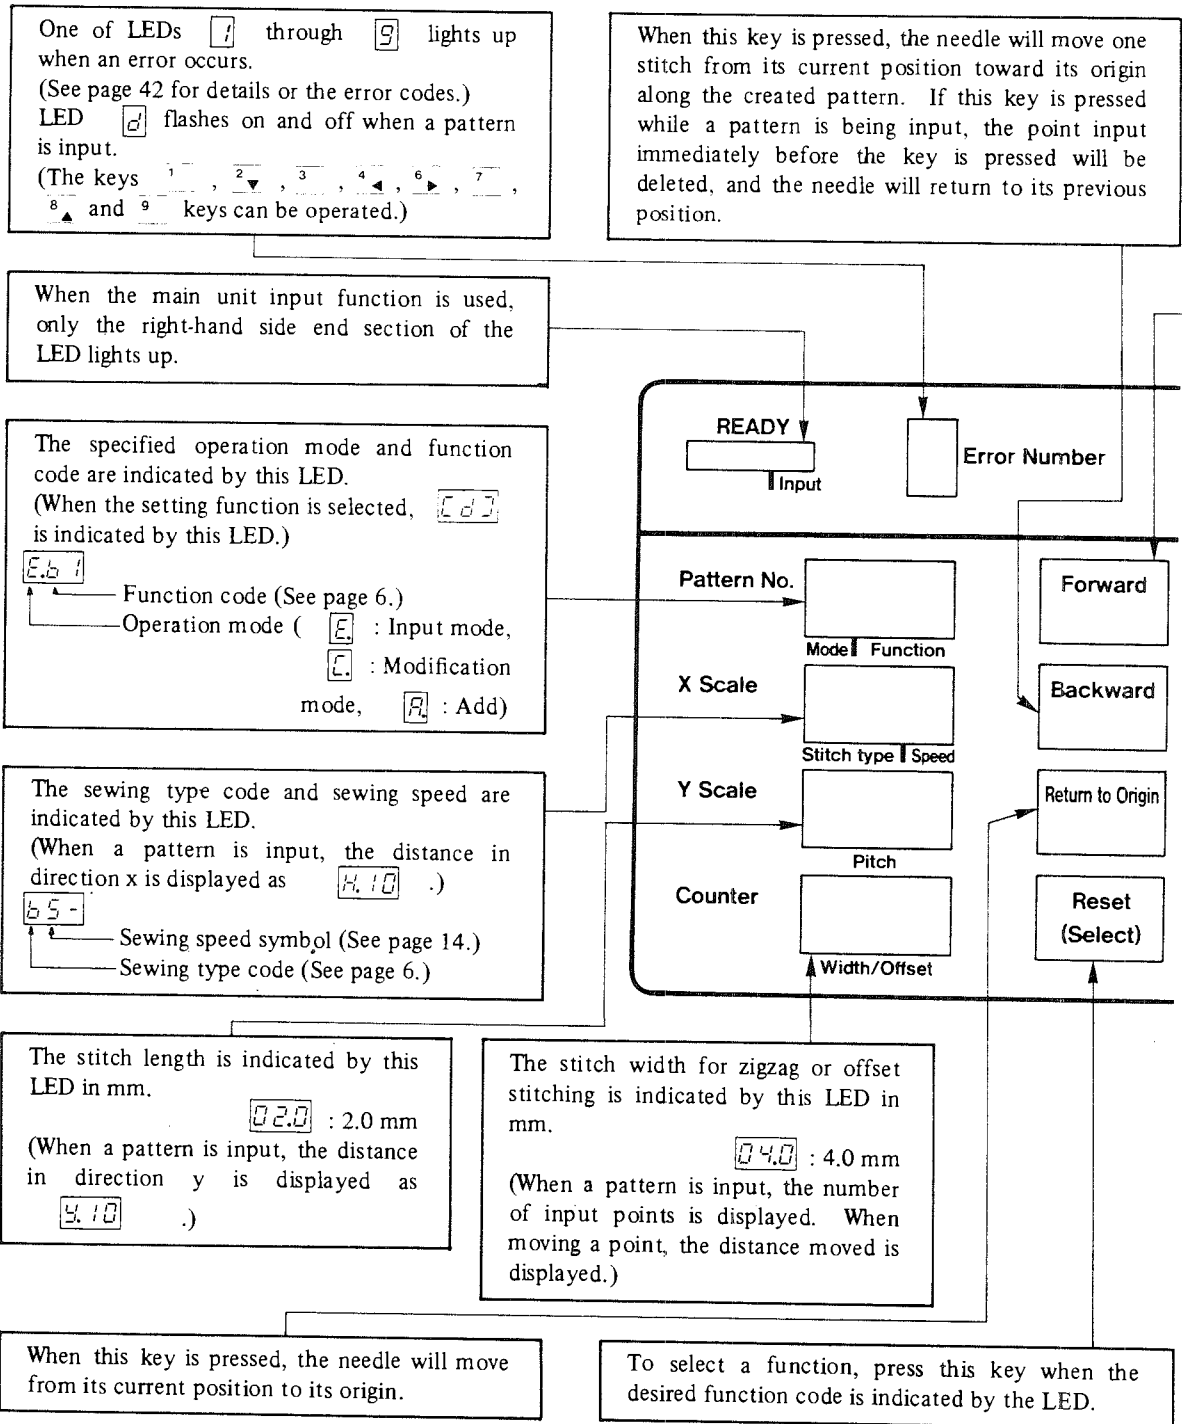 One of LEDs 1 through 9 lights up
when an error occurs.
(See page 42 for details or the error codes.)
LED d flashes on and off when a pattern
is input.
(The keys 1 , 2▼ , 3 , 4◀ , 6▶ , 7 ,
8▲ and 9 keys can be operated.)
When this key is pressed, the needle will move one
stitch from its current position toward its origin
along the created pattern. If this key is pressed
while a pattern is being input, the point input
immediately before the key is pressed will be
deleted, and the needle will return to its previous
position.
When the main unit input function is used,
only the right-hand side end section of the
LED lights up.
READY
Input
Error Number
The specified operation mode and function
code are indicated by this LED.
(When the setting function is selected, [d]
is indicated by this LED.)
E.b 1
Function code (See page 6.)
Operation mode ( E. : Input mode,
C. : Modification
mode, A. : Add)
Pattern No.
Mode Function
Forward
X Scale
Stitch type Speed
Backward
Y Scale
Pitch
Return to Origin
Counter
Width/Offset
Reset
(Select)
The sewing type code and sewing speed are
indicated by this LED.
(When a pattern is input, the distance in
direction x is displayed as H. 10 .)
b5-
Sewing speed symbol (See page 14.)
Sewing type code (See page 6.)
The stitch length is indicated by this
LED in mm.
02.0 : 2.0 mm
(When a pattern is input, the distance
in direction y is displayed as
y. 10 .)
The stitch width for zigzag or offset
stitching is indicated by this LED in
mm.
04.0 : 4.0 mm
(When a pattern is input, the number
of input points is displayed. When
moving a point, the distance moved is
displayed.)
When this key is pressed, the needle will move
from its current position to its origin.
To select a function, press this key when the
desired function code is indicated by the LED.